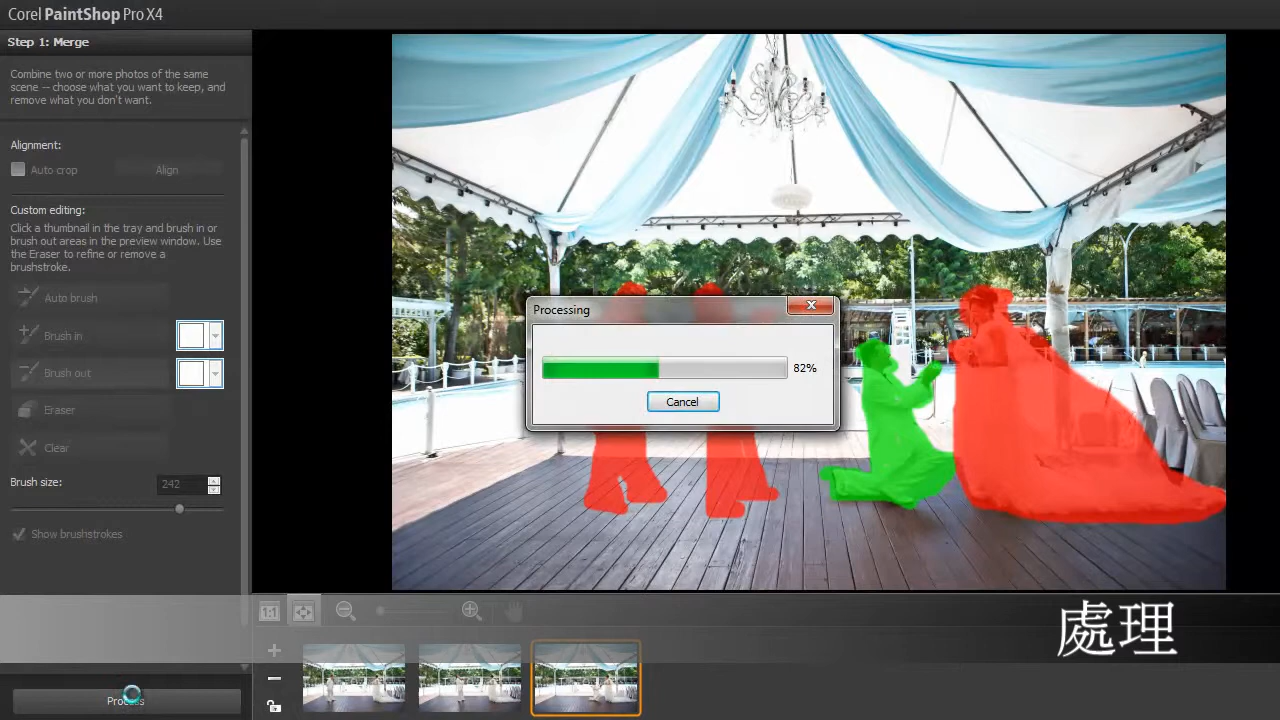 Corel PaintShop Pro X4
Step 1: Merge
Combine two or more photos of the same
scene -- choose what you want to keep, and
remove what you don't want.
Alignment:
Auto crop
Align
Custom editing:
Click a thumbnail in the tray and brush in or
brush out areas in the preview window. Use
the Eraser to refine or remove a
brushstroke.
Auto brush
Brush in
Brush out
Eraser
Clear
Brush size:
242
Show brushstrokes
Process
Processing
82%
Cancel
1:1
處理